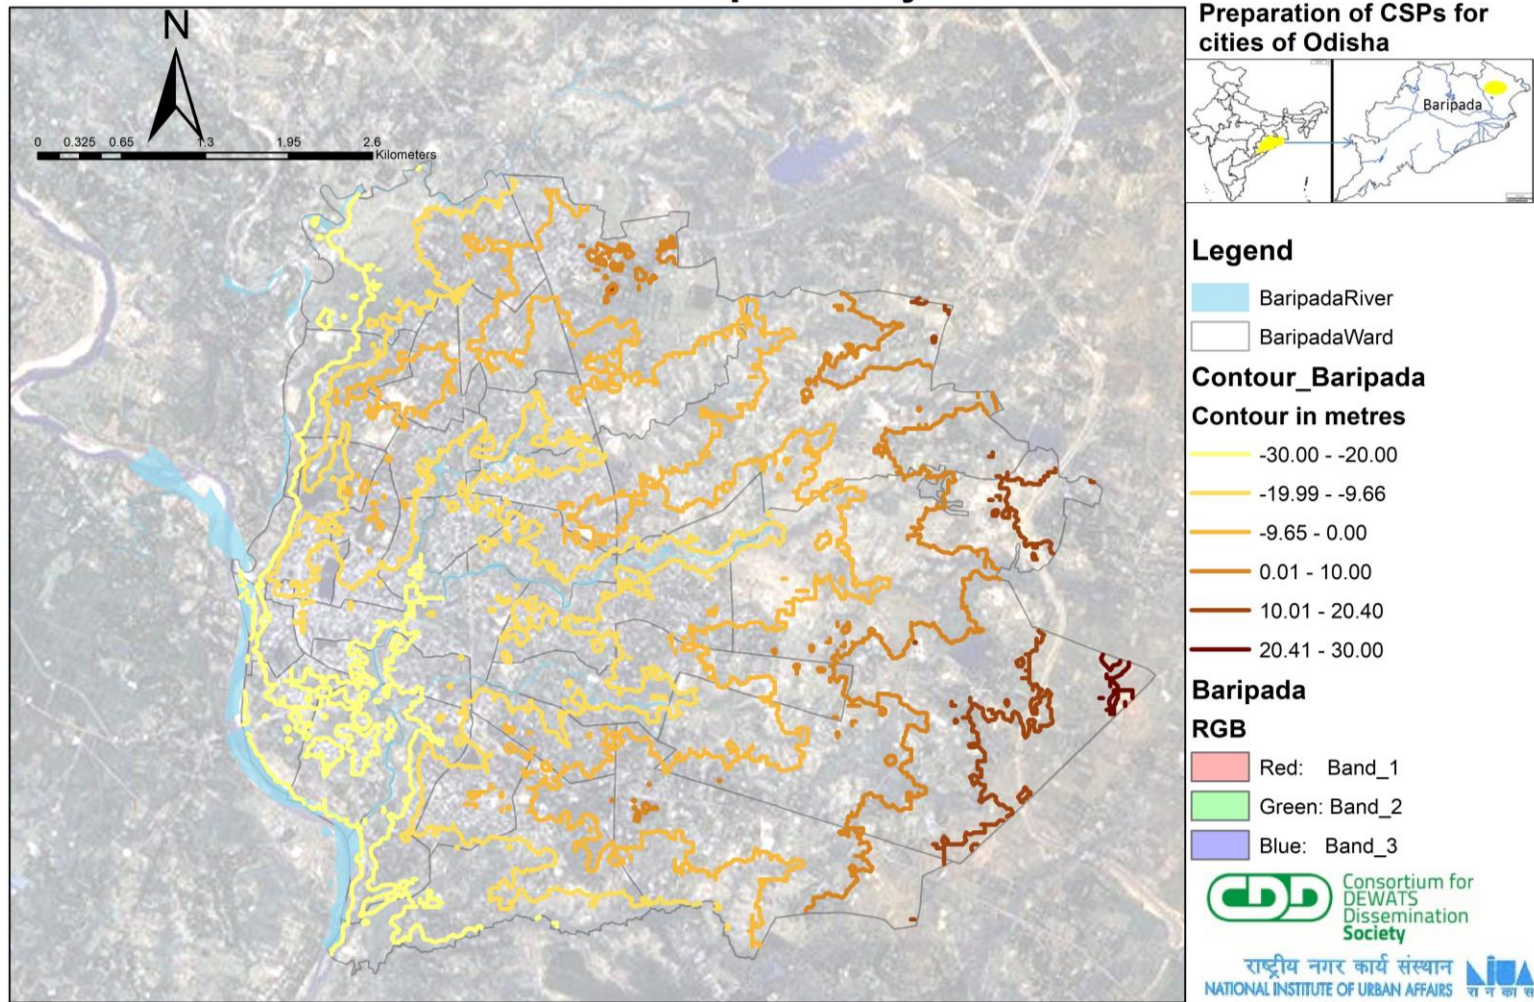 N
0 0.325 0.65 1.3 1.95 2.6
Kilometers
Preparation of CSPs for
cities of Odisha
Baripada
Legend
BaripadaRiver
BaripadaWard
Contour_Baripada
Contour in metres
-30.00 - -20.00
-19.99 - -9.66
-9.65 - 0.00
0.01 - 10.00
10.01 - 20.40
20.41 - 30.00
Baripada
RGB
Red: Band_1
Green: Band_2
Blue: Band_3
CDD
Consortium for
DEWATS
Dissemination
Society
राष्ट्रीय नगर कार्य संस्थान
NATIONAL INSTITUTE OF URBAN AFFAIRS
NIUA
रा न का सं